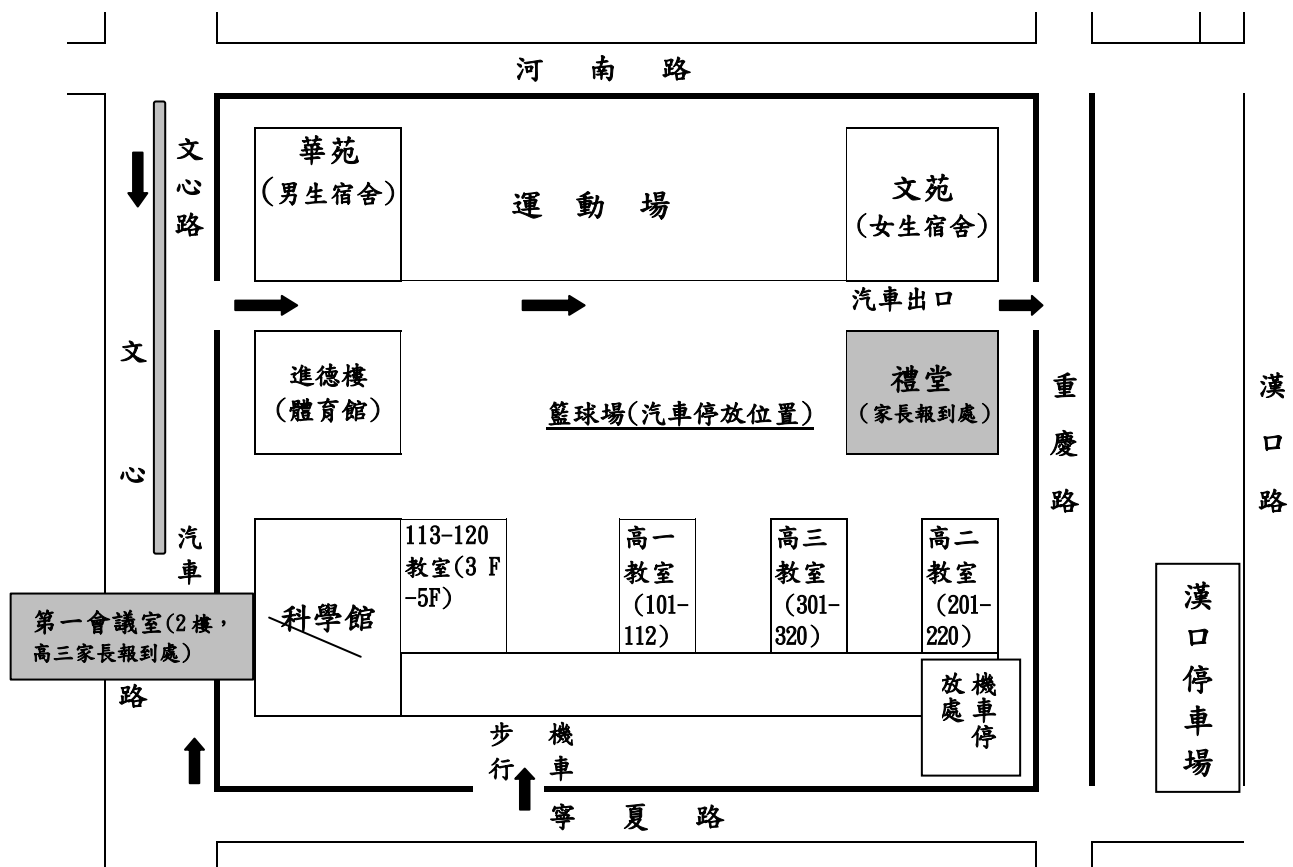 河南路
文心路
華苑
(男生宿舍)
運動場
文苑
(女生宿舍)
汽車出口
文心路
進德樓
(體育館)
籃球場(汽車停放位置)
禮堂
(家長報到處)
重慶路
漢口路
汽車
科學館
113-120
教室(3 F
-5F)
高一
教室
(101-
112)
高三
教室
(301-
320)
高二
教室
(201-
220)
第一會議室(2樓，
高三家長報到處)
機車停
放處
漢口停車場
步行
機車
寧夏路